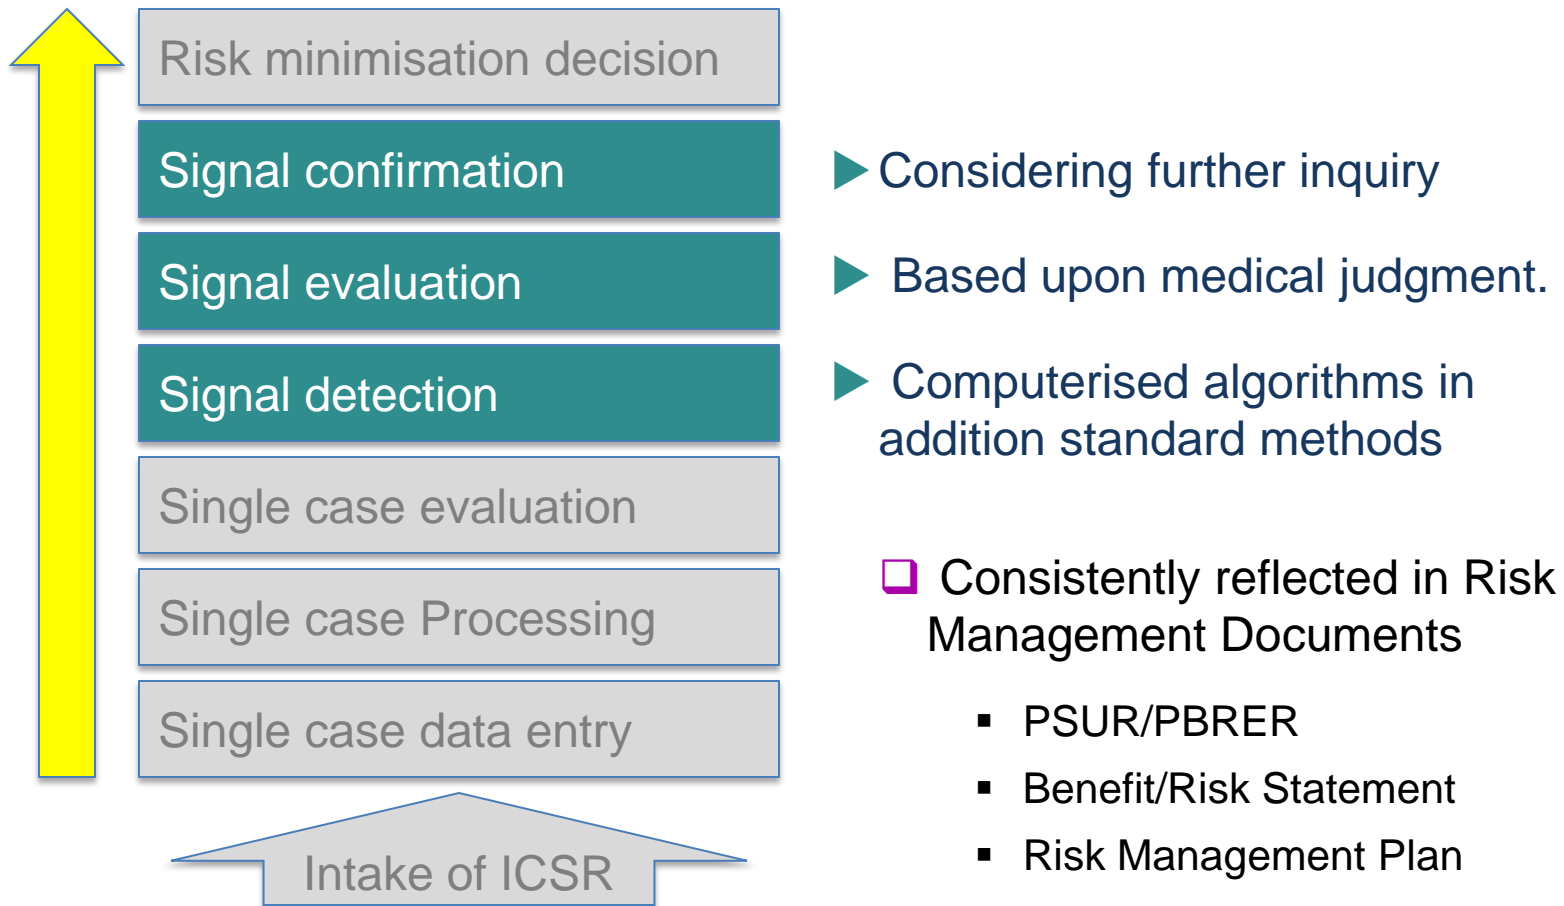 Risk minimisation decision
Signal confirmation
Signal evaluation
Signal detection
Single case evaluation
Single case Processing
Single case data entry
Intake of ICSR
Considering further inquiry
Based upon medical judgment.
Computerised algorithms in
addition standard methods
Consistently reflected in Risk
Management Documents
PSUR/PBRER
Benefit/Risk Statement
Risk Management Plan